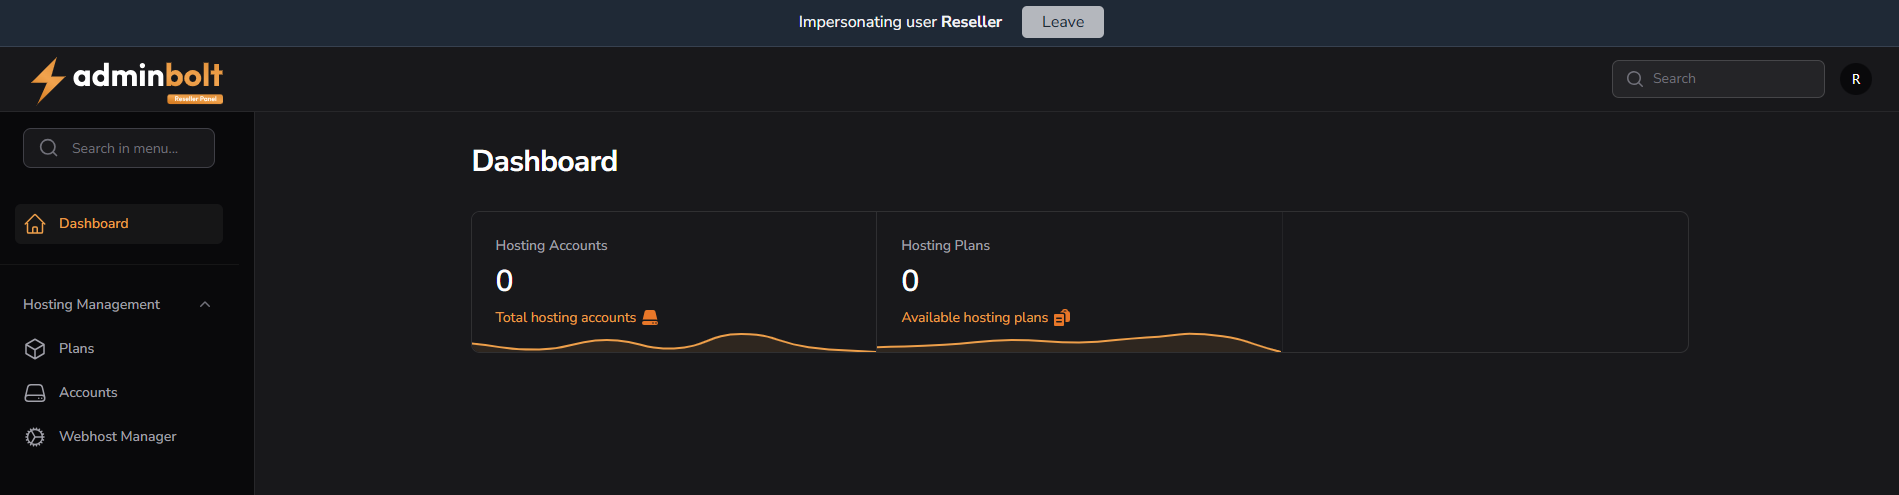 Impersonating user Reseller
Leave
adminbolt
Reseller Panel
Search
R
Search in menu...
Dashboard
Hosting Management
Plans
Accounts
Webhost Manager
Dashboard
Hosting Accounts
0
Total hosting accounts
Hosting Plans
0
Available hosting plans